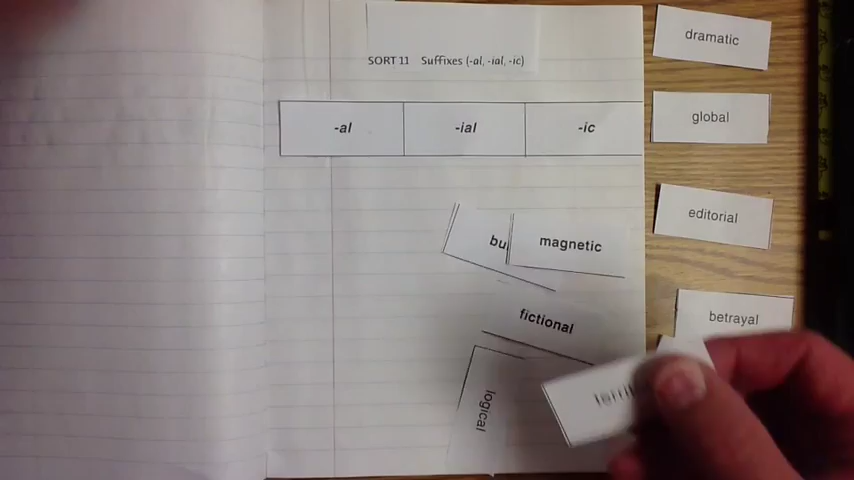 SORT 11 Suffixes (-al, -ial, -ic)
-al -ial -ic
dramatic
global
editorial
betrayal
magnetic
fictional
logical